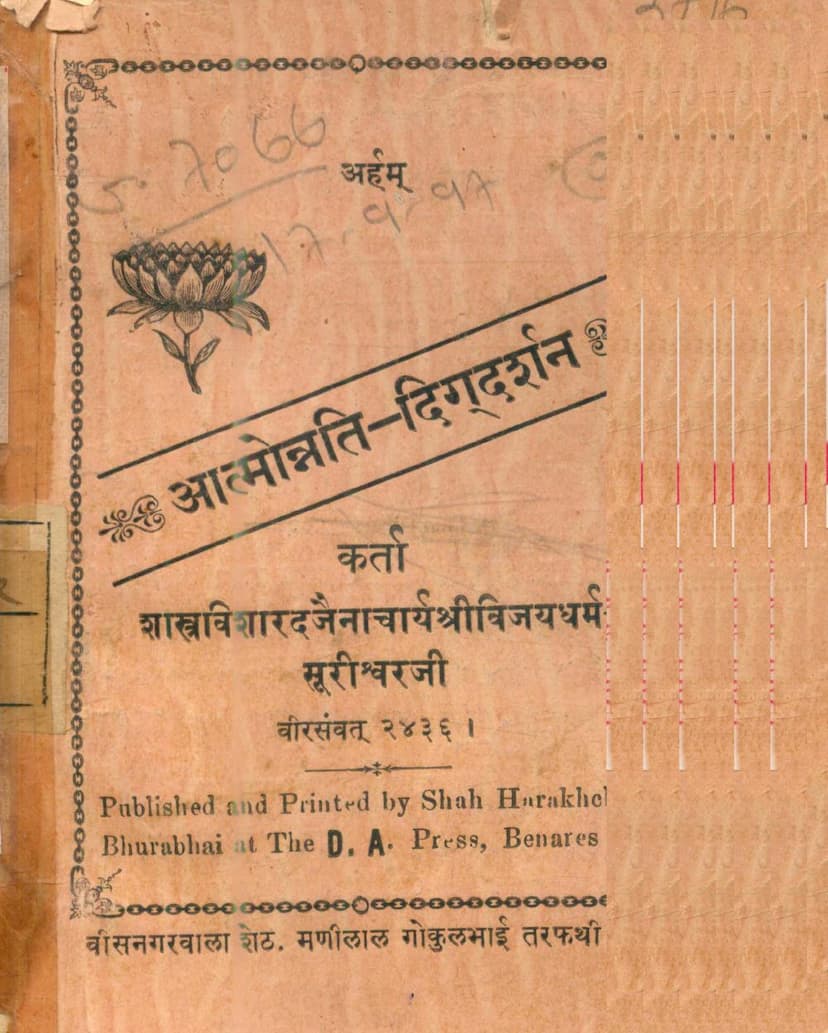 ७०६६
अर्हम्
आत्मोन्नति-दिग्दर्शन
कर्ता
शास्त्रविशारदजैनाचार्यश्रीविजयधर्म-
सूरीश्वरजी
वीरसंवत् २४३६ ।
Published and Printed by Shah
Bhurabhai at The D. A. Press, Benares
वीसनगरवाला शेठ. मणीलाल गोकुलभाई तरफथी